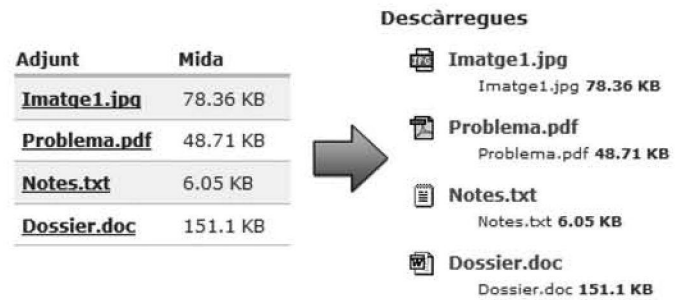 Adjunt Mida
Imatge1.jpg 78.36 KB
Problema.pdf 48.71 KB
Notes.txt 6.05 KB
Dossier.doc 151.1 KB
Descàrregues
Imatge1.jpg
Imatge1.jpg 78.36 KB
Problema.pdf
Problema.pdf 48.71 KB
Notes.txt
Notes.txt 6.05 KB
Dossier.doc
Dossier.doc 151.1 KB